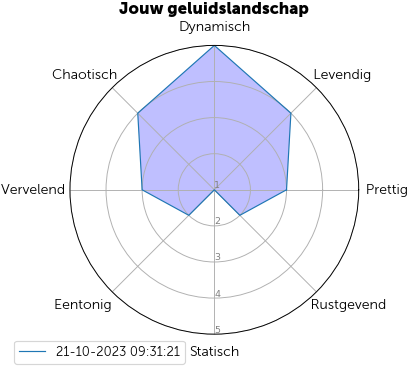 Jouw geluidslandschap
Dynamisch
Chaotisch
Levendig
Vervelend
1
Prettig
2
3
4
Eentonig
Rustgevend
5
21-10-2023 09:31:21
Statisch